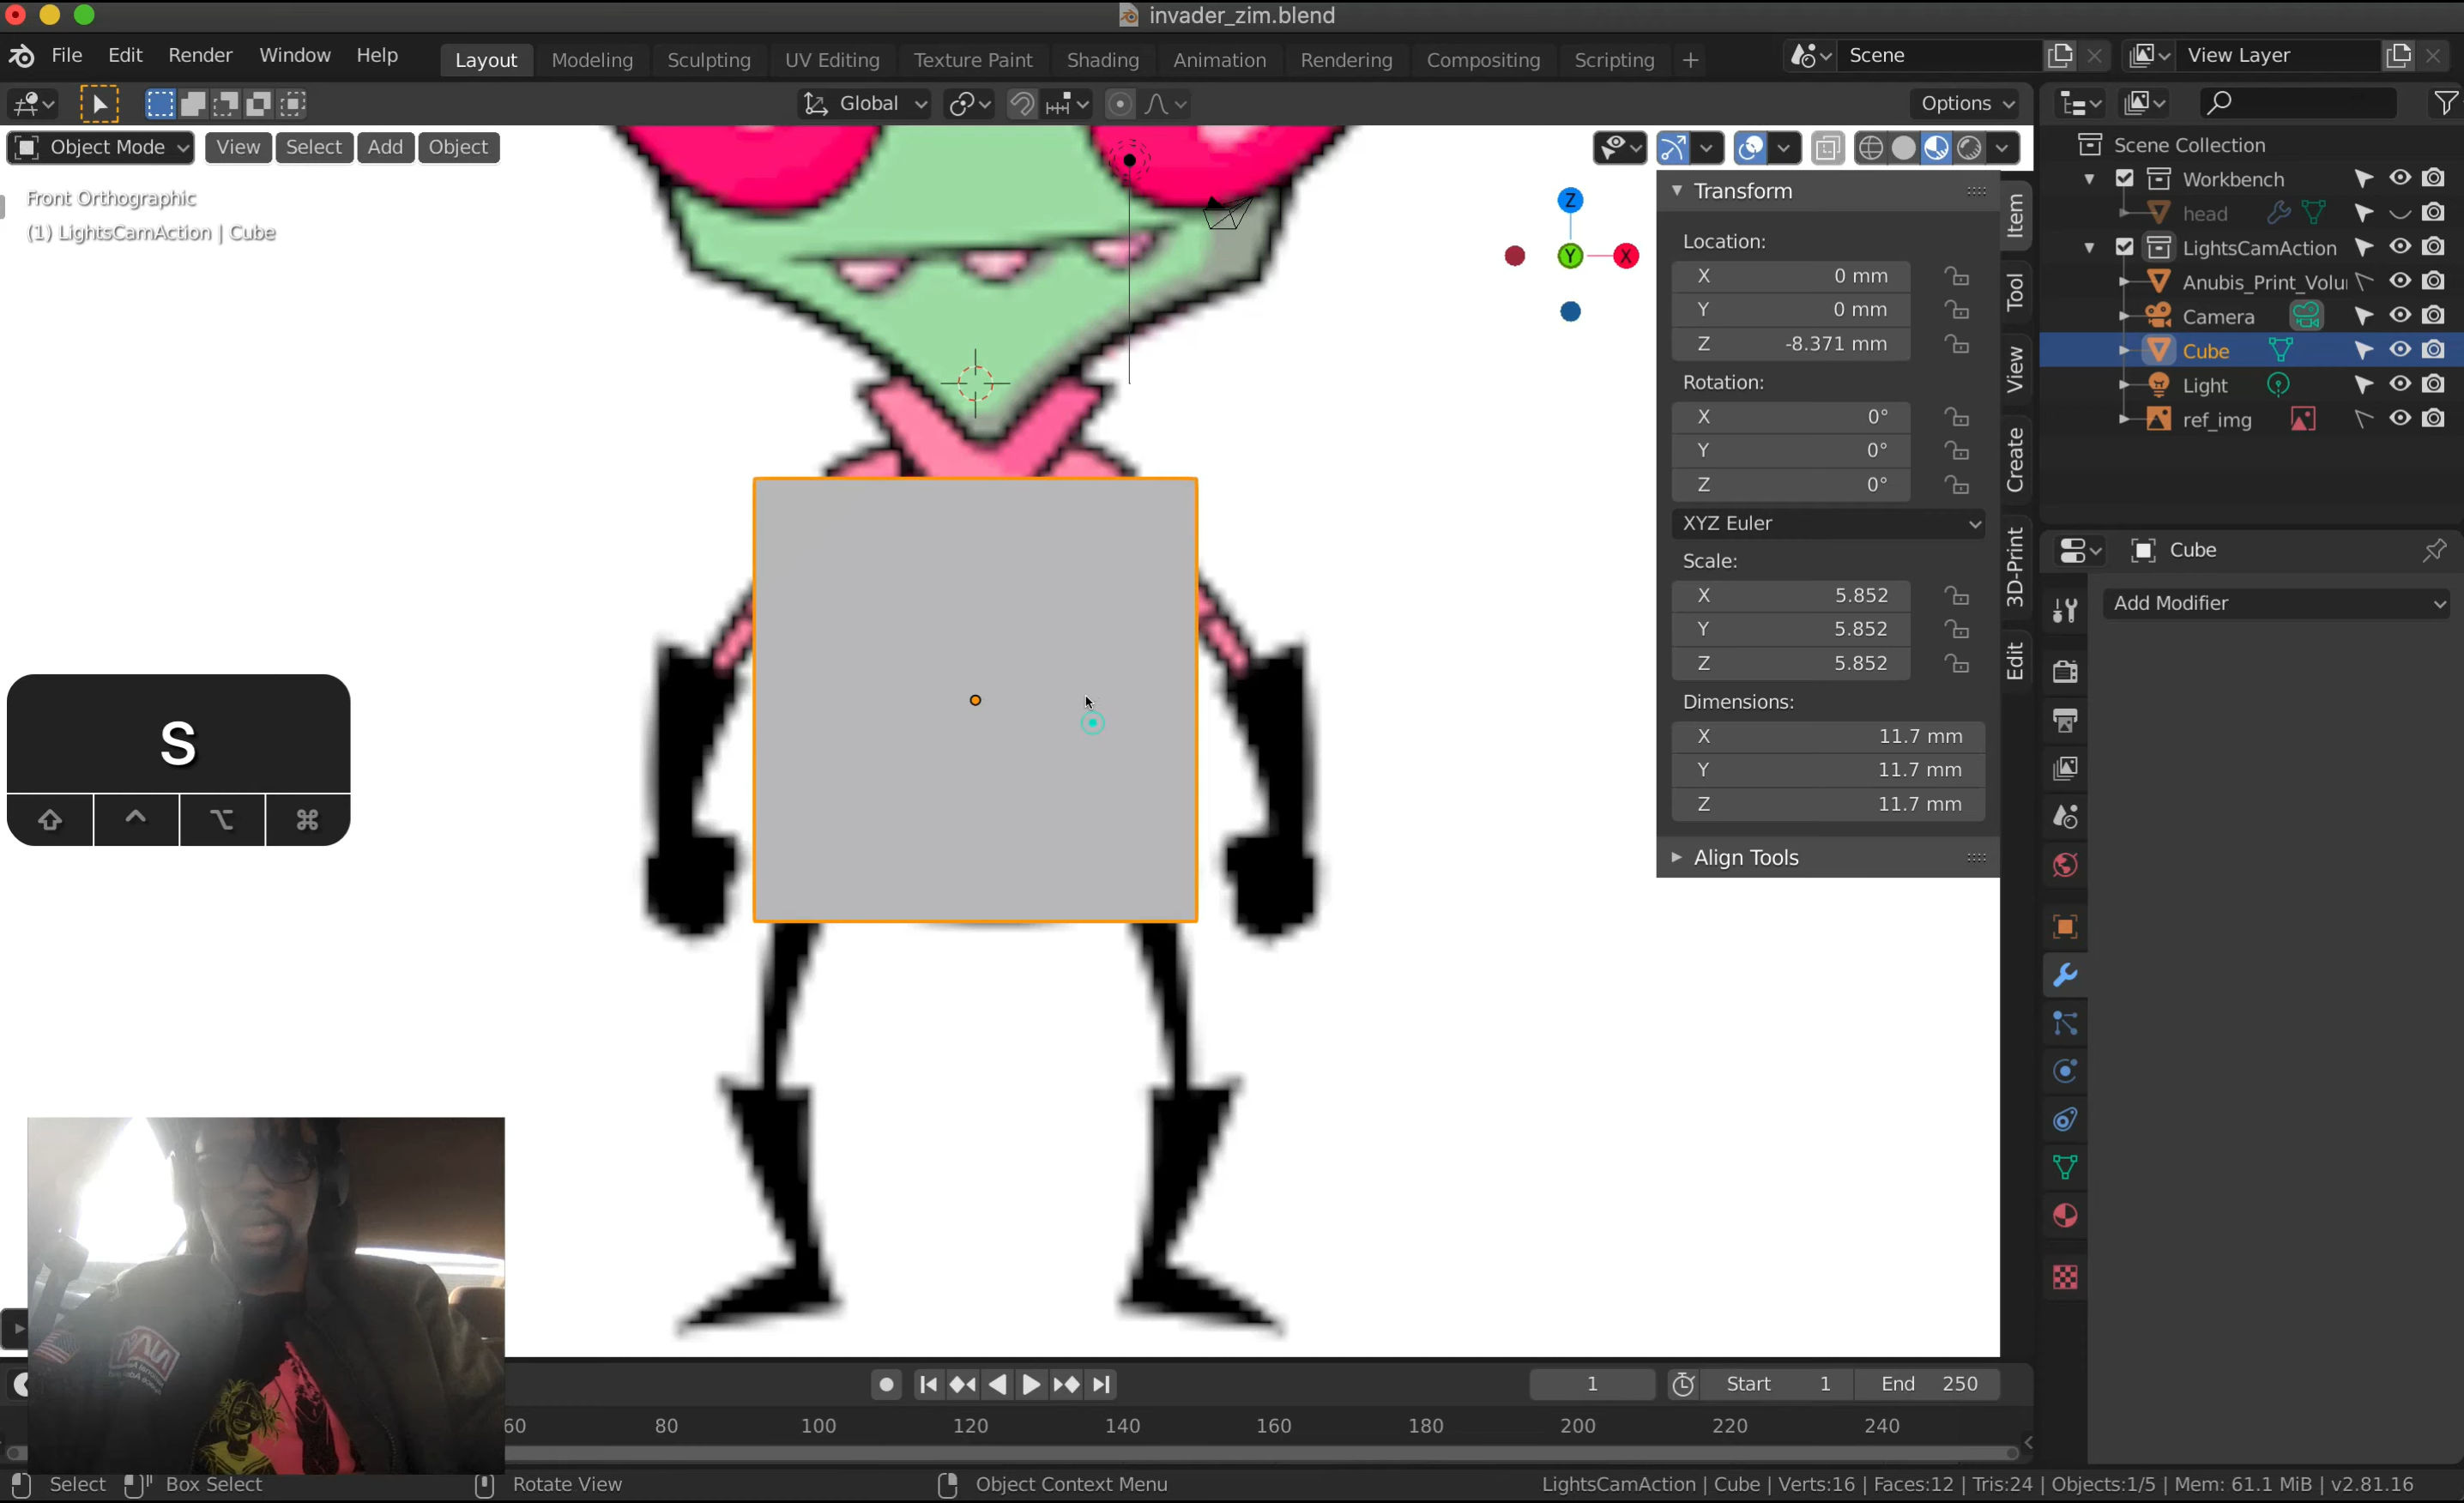 invader_zim.blend
File Edit Render Window Help
Layout Modeling Sculpting UV Editing Texture Paint Shading Animation Rendering Compositing Scripting +
Scene
View Layer
Global
Options
Object Mode View Select Add Object
Front Orthographic
(1) LightsCamAction | Cube
Z
Y
X
Transform
Location:
X 0 mm
Y 0 mm
Z -8.371 mm
Rotation:
X 0°
Y 0°
Z 0°
XYZ Euler
Scale:
X 5.852
Y 5.852
Z 5.852
Dimensions:
X 11.7 mm
Y 11.7 mm
Z 11.7 mm
Align Tools
Item
Tool
View
Create
3D-Print
Edit
Scene Collection
Workbench
head
LightsCamAction
Anubis_Print_Volu
Camera
Cube
Light
ref_img
Cube
Add Modifier
S
NASA
1 Start 1 End 250
60 80 100 120 140 160 180 200 220 240
Select Box Select Rotate View Object Context Menu
LightsCamAction | Cube | Verts:16 | Faces:12 | Tris:24 | Objects:1/5 | Mem: 61.1 MiB | v2.81.16